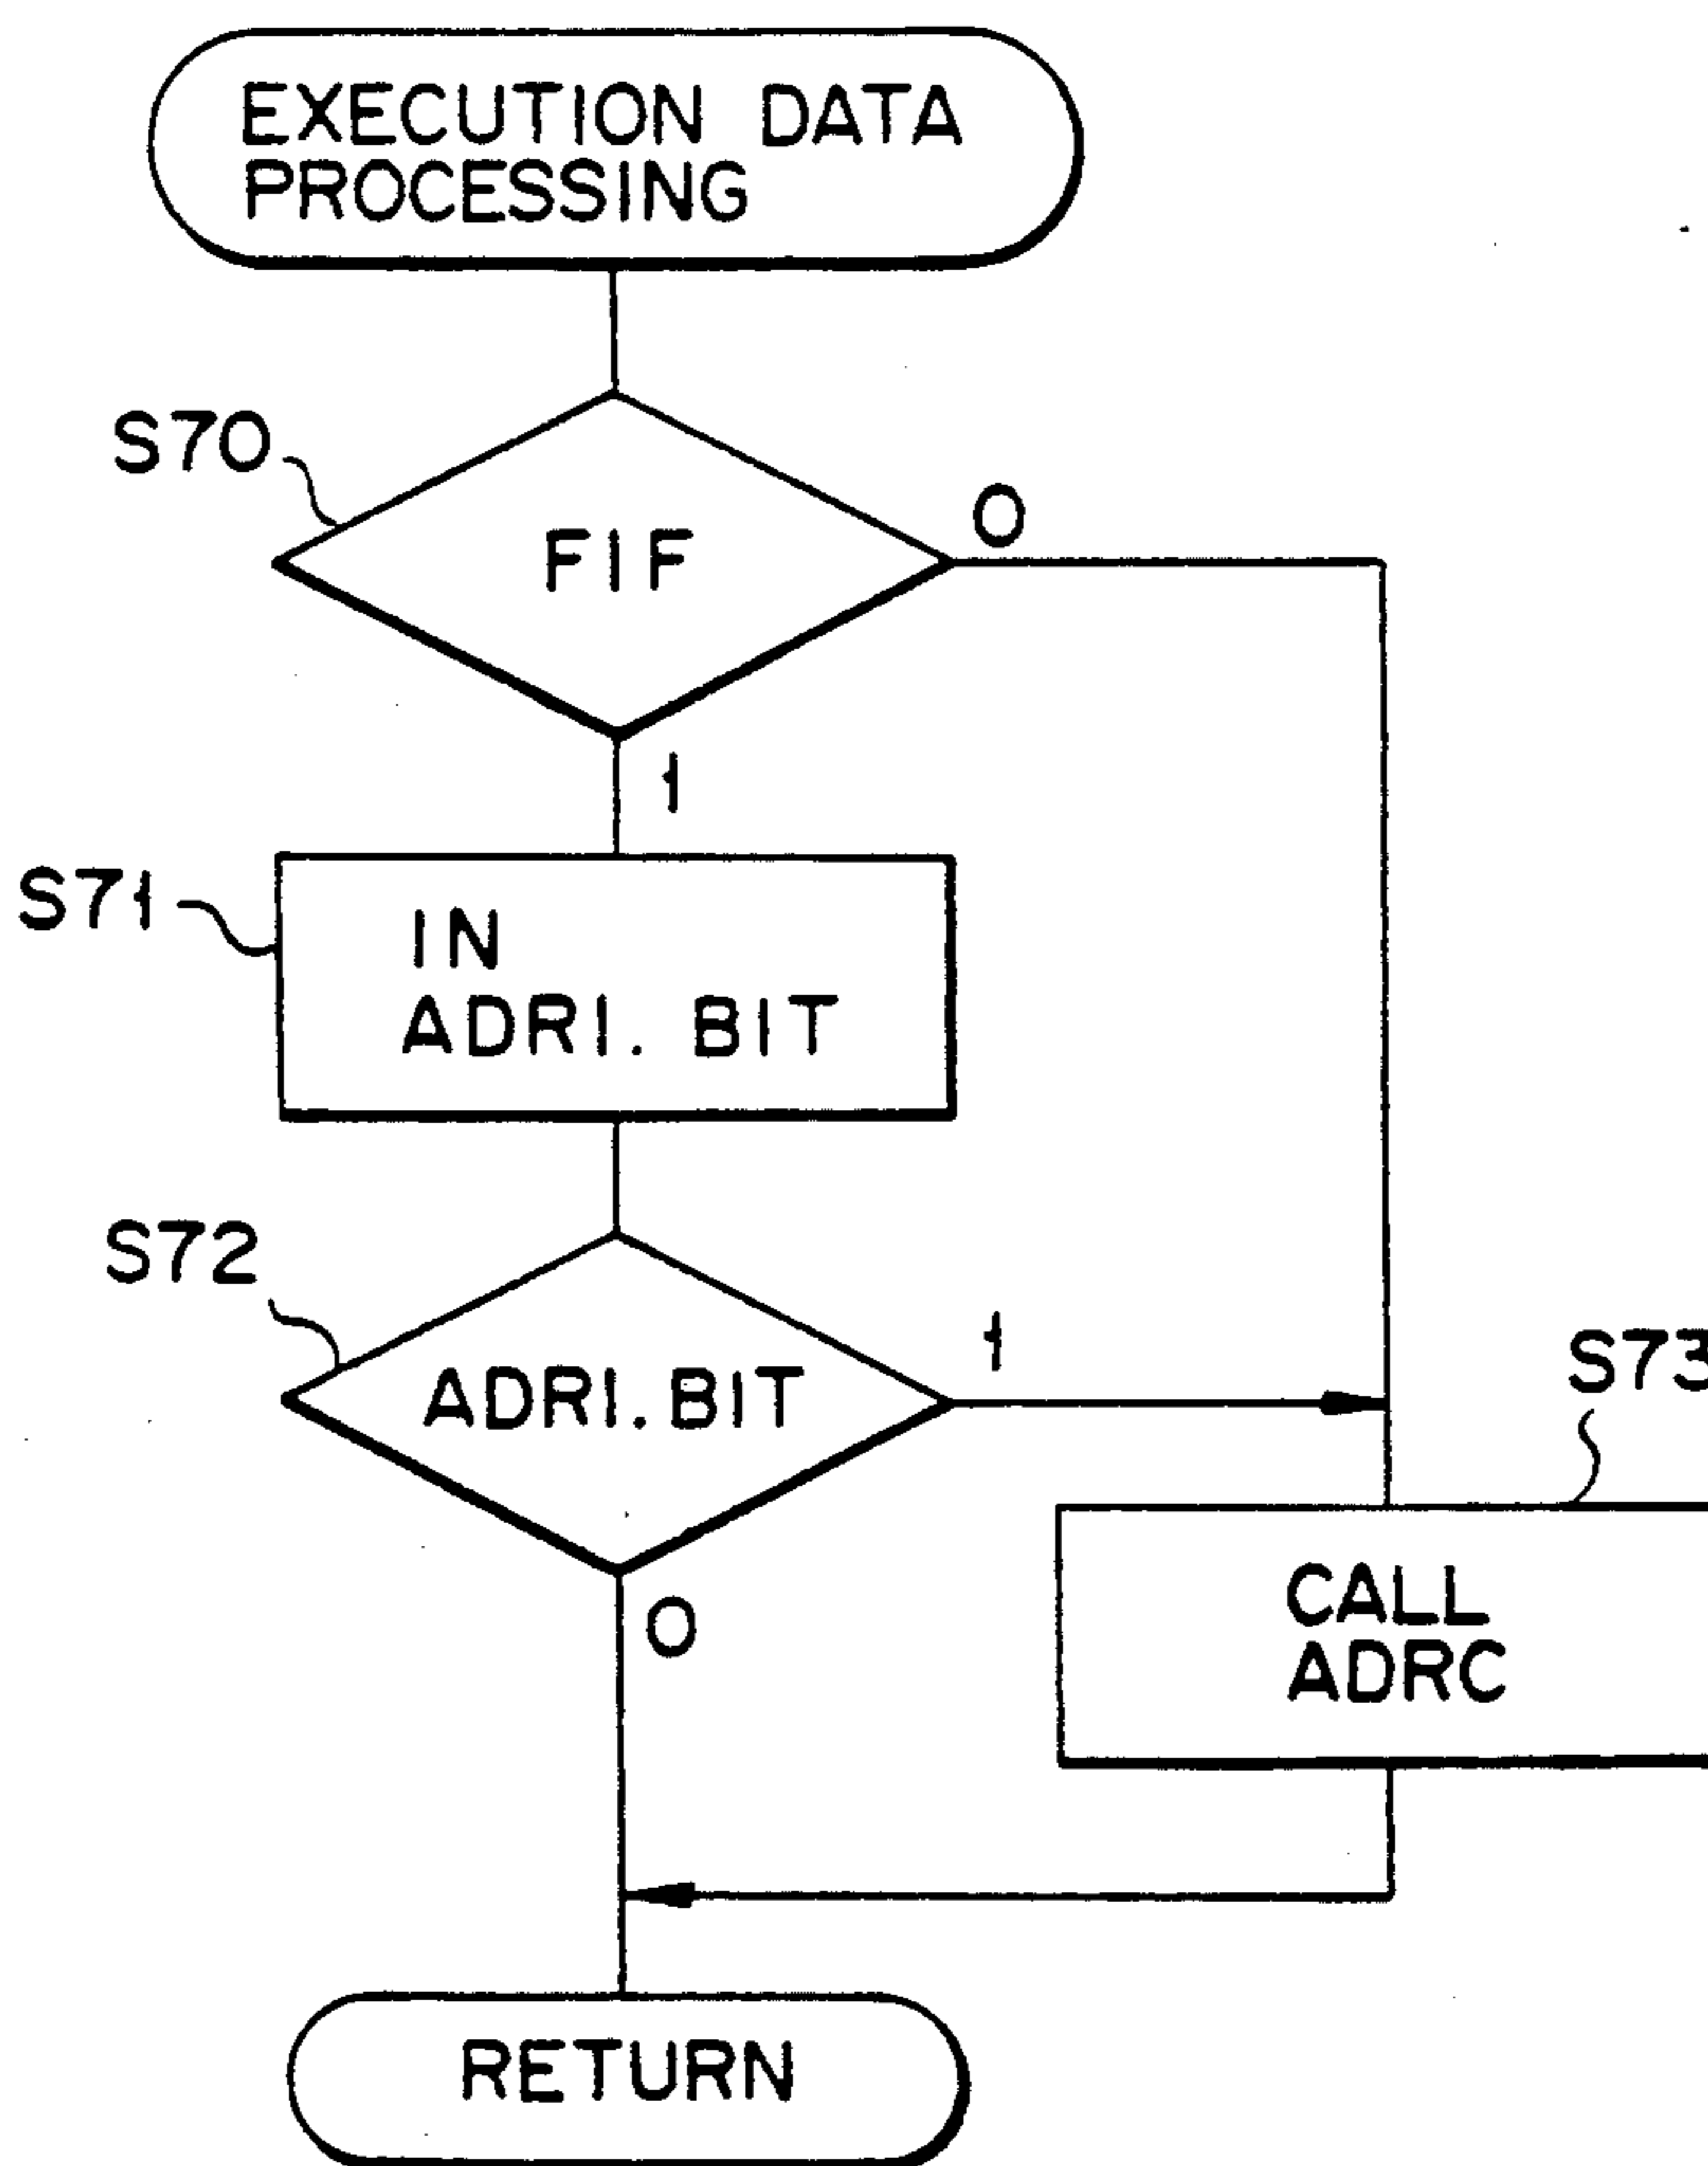 EXECUTION DATA
PROCESSING
S70
FIF
0
1
S71
IN
ADRI. BIT
S72
ADRI. BIT
1
S73
0
CALL
ADRC
RETURN